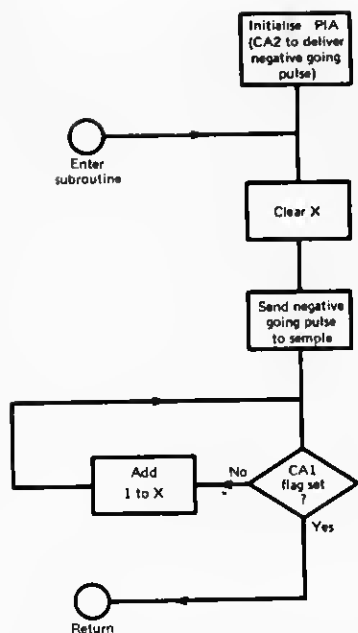 Initialise PIA
(CA2 to deliver
negative going
pulse)
Enter
subroutine
Clear X
Send negative
going pulse
to semple
Add
1 to X
No
CA1
flag set
?
Yes
Return